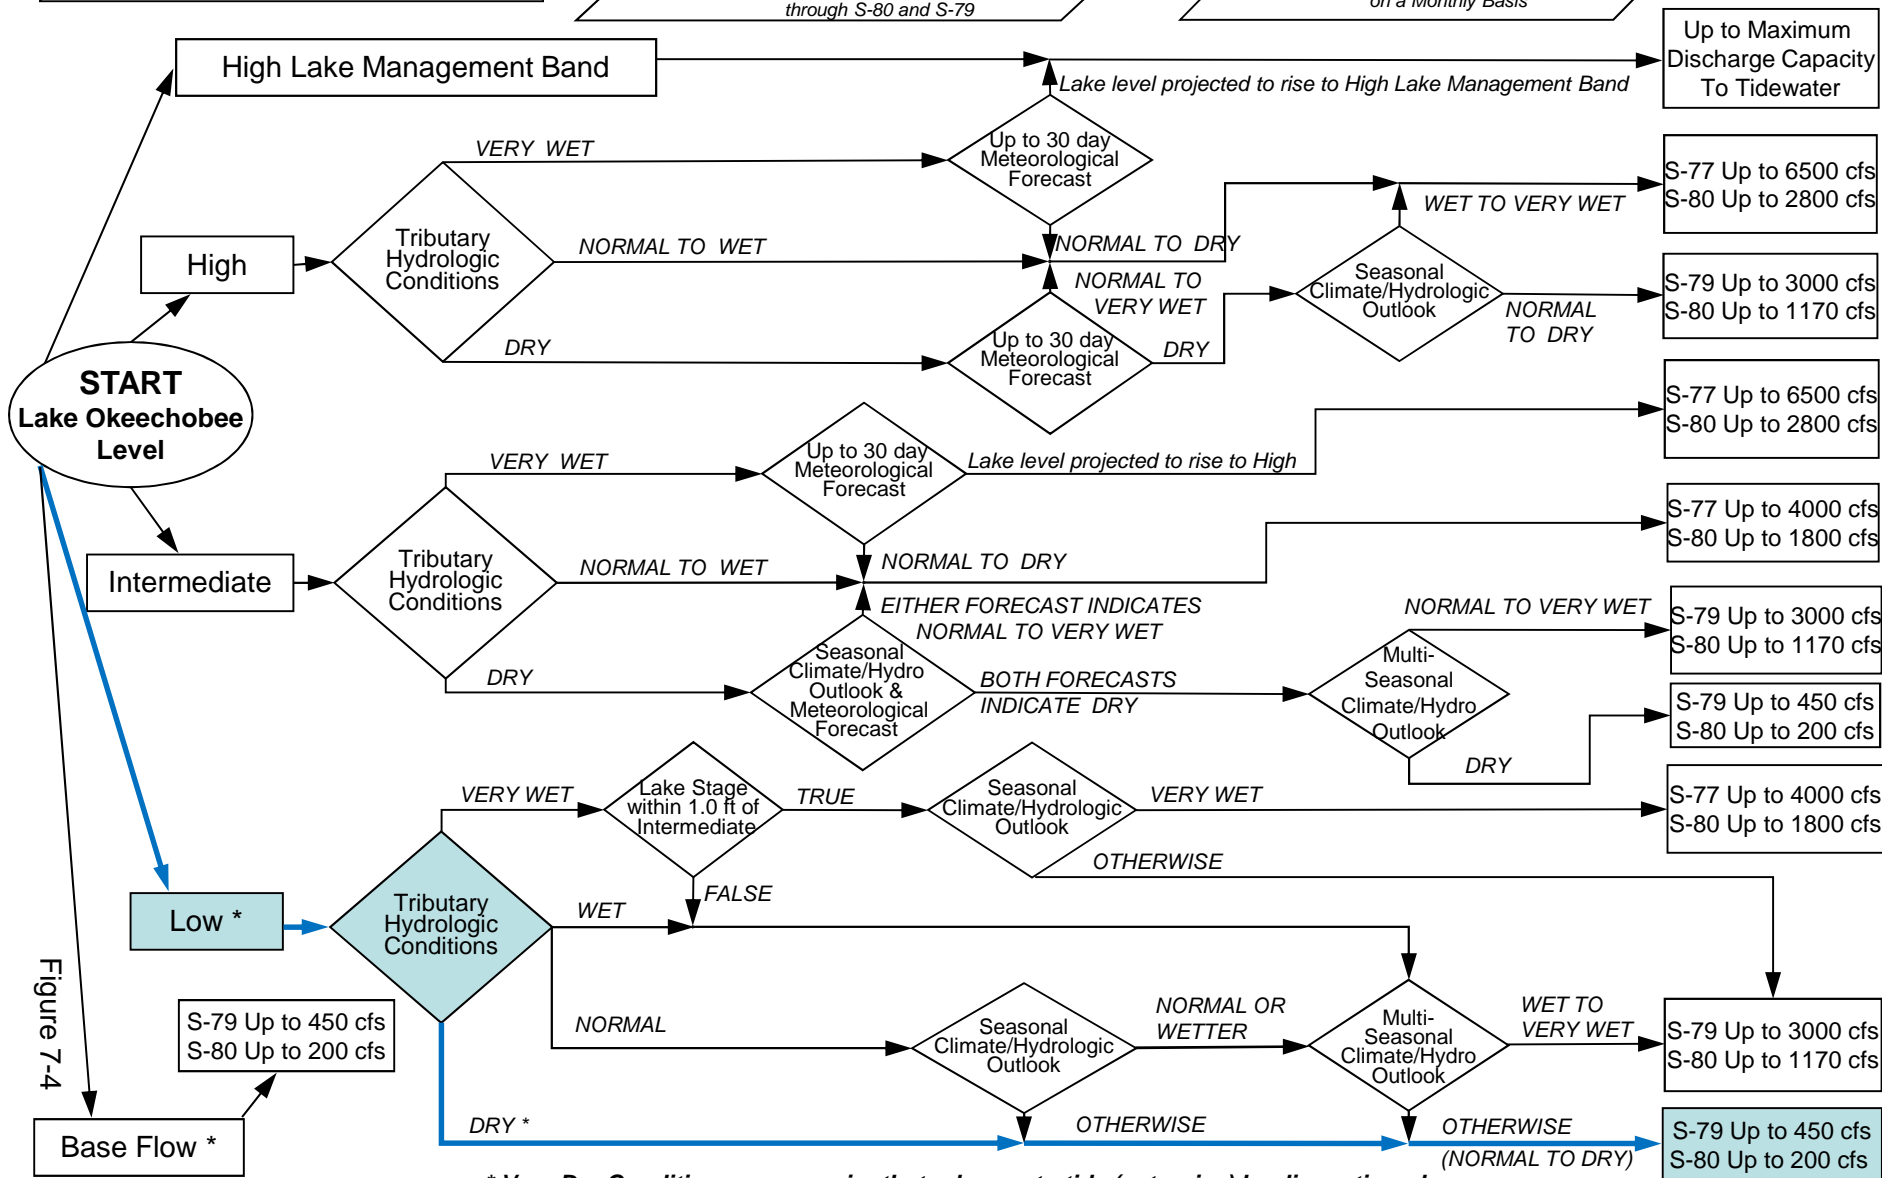 through S-80 and S-79
on a Monthly Basis
High Lake Management Band
Lake level projected to rise to High Lake Management Band
Up to Maximum
Discharge Capacity
To Tidewater
VERY WET
Up to 30 day
Meteorological
Forecast
S-77 Up to 6500 cfs
S-80 Up to 2800 cfs
WET TO VERY WET
High
Tributary
Hydrologic
Conditions
NORMAL TO WET
NORMAL TO DRY
NORMAL TO
VERY WET
Seasonal
Climate/Hydrologic
Outlook
NORMAL
TO DRY
S-79 Up to 3000 cfs
S-80 Up to 1170 cfs
DRY
Up to 30 day
Meteorological
Forecast
DRY
START
Lake Okeechobee
Level
S-77 Up to 6500 cfs
S-80 Up to 2800 cfs
VERY WET
Up to 30 day
Meteorological
Forecast
Lake level projected to rise to High
Intermediate
Tributary
Hydrologic
Conditions
NORMAL TO WET
NORMAL TO DRY
S-77 Up to 4000 cfs
S-80 Up to 1800 cfs
EITHER FORECAST INDICATES
NORMAL TO VERY WET
NORMAL TO VERY WET
S-79 Up to 3000 cfs
S-80 Up to 1170 cfs
DRY
Seasonal
Climate/Hydro
Outlook &
Meteorological
Forecast
BOTH FORECASTS
INDICATE DRY
Multi-
Seasonal
Climate/Hydro
Outlook
S-79 Up to 450 cfs
S-80 Up to 200 cfs
DRY
VERY WET
Lake Stage
within 1.0 ft of
Intermediate
TRUE
Seasonal
Climate/Hydrologic
Outlook
VERY WET
S-77 Up to 4000 cfs
S-80 Up to 1800 cfs
OTHERWISE
FALSE
Low *
Tributary
Hydrologic
Conditions
WET
NORMAL
Seasonal
Climate/Hydrologic
Outlook
NORMAL OR
WETTER
Multi-
Seasonal
Climate/Hydro
Outlook
WET TO
VERY WET
S-79 Up to 3000 cfs
S-80 Up to 1170 cfs
Figure 7-4
S-79 Up to 450 cfs
S-80 Up to 200 cfs
Base Flow *
DRY *
OTHERWISE
OTHERWISE
(NORMAL TO DRY)
S-79 Up to 450 cfs
S-80 Up to 200 cfs